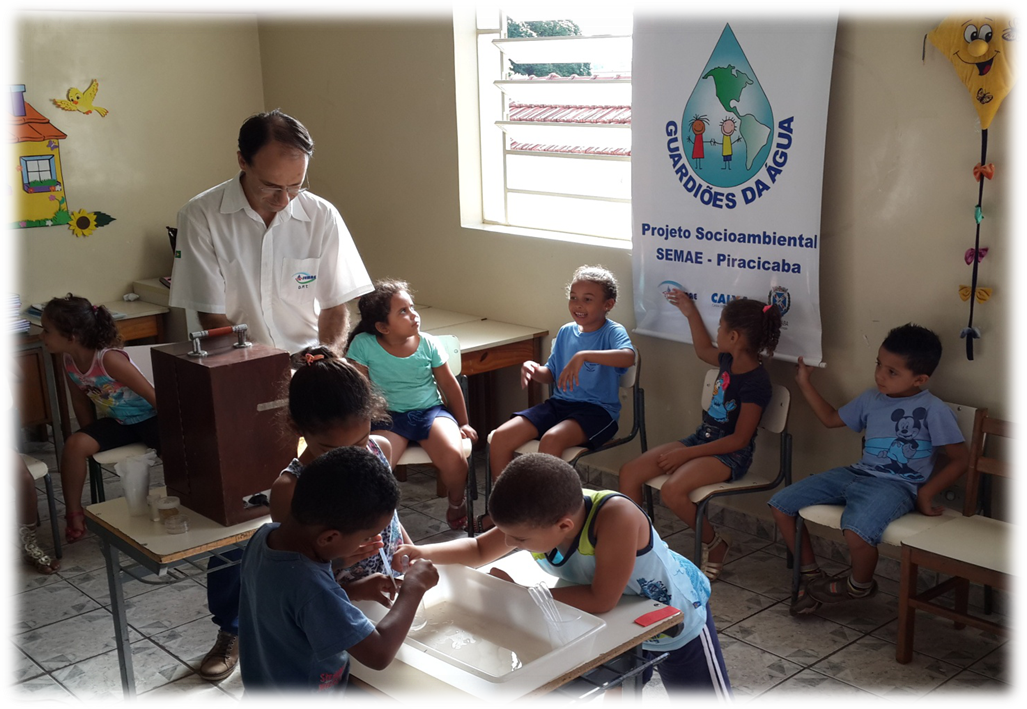 GUARDIÕES DA ÁGUA
Projeto Socioambiental
SEMAE - Piracicaba